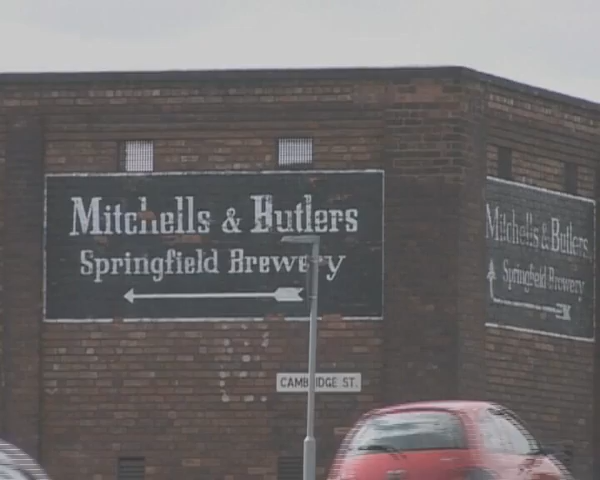 Mitchells & Butlers
Springfield Brewery
CAMBRIDGE ST.
Mitchells & Butlers
Springfield Brewery